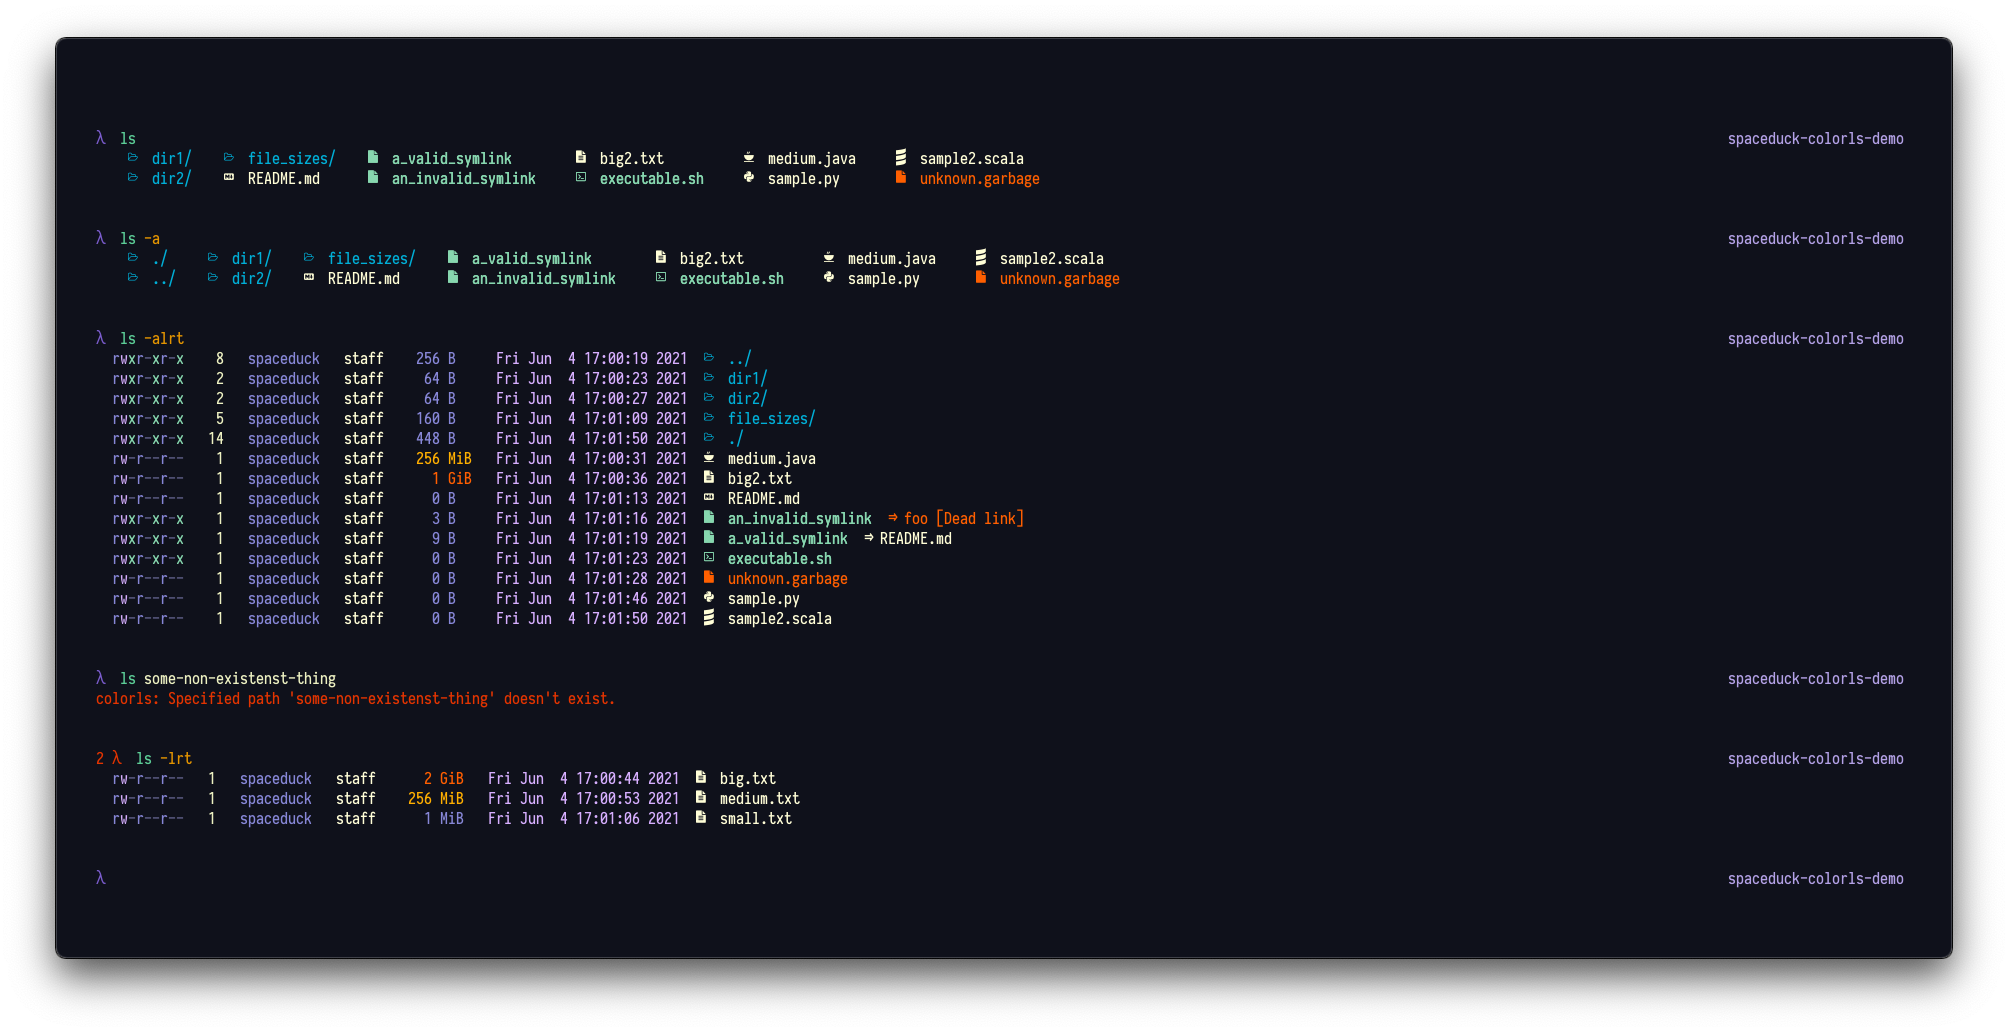 λ ls spaceduck-colorls-demo
dir1/ file_sizes/ a_valid_symlink big2.txt medium.java sample2.scala
dir2/ README.md an_invalid_symlink executable.sh sample.py unknown.garbage
λ ls -a spaceduck-colorls-demo
./ dir1/ file_sizes/ a_valid_symlink big2.txt medium.java sample2.scala
../ dir2/ README.md an_invalid_symlink executable.sh sample.py unknown.garbage
λ ls -alrt spaceduck-colorls-demo
rwxr-xr-x 8 spaceduck staff 256 B Fri Jun 4 17:00:19 2021 ../
rwxr-xr-x 2 spaceduck staff 64 B Fri Jun 4 17:00:23 2021 dir1/
rwxr-xr-x 2 spaceduck staff 64 B Fri Jun 4 17:00:27 2021 dir2/
rwxr-xr-x 5 spaceduck staff 160 B Fri Jun 4 17:01:09 2021 file_sizes/
rwxr-xr-x 14 spaceduck staff 448 B Fri Jun 4 17:01:50 2021 ./
rw-r--r-- 1 spaceduck staff 256 MiB Fri Jun 4 17:00:31 2021 medium.java
rw-r--r-- 1 spaceduck staff 1 GiB Fri Jun 4 17:00:36 2021 big2.txt
rw-r--r-- 1 spaceduck staff 0 B Fri Jun 4 17:01:13 2021 README.md
rwxr-xr-x 1 spaceduck staff 3 B Fri Jun 4 17:01:16 2021 an_invalid_symlink ⇒ foo [Dead link]
rwxr-xr-x 1 spaceduck staff 9 B Fri Jun 4 17:01:19 2021 a_valid_symlink ⇒ README.md
rwxr-xr-x 1 spaceduck staff 0 B Fri Jun 4 17:01:23 2021 executable.sh
rw-r--r-- 1 spaceduck staff 0 B Fri Jun 4 17:01:28 2021 unknown.garbage
rw-r--r-- 1 spaceduck staff 0 B Fri Jun 4 17:01:46 2021 sample.py
rw-r--r-- 1 spaceduck staff 0 B Fri Jun 4 17:01:50 2021 sample2.scala
λ ls some-non-existenst-thing spaceduck-colorls-demo
colorls: Specified path 'some-non-existenst-thing' doesn't exist.
2 λ ls -lrt spaceduck-colorls-demo
rw-r--r-- 1 spaceduck staff 2 GiB Fri Jun 4 17:00:44 2021 big.txt
rw-r--r-- 1 spaceduck staff 256 MiB Fri Jun 4 17:00:53 2021 medium.txt
rw-r--r-- 1 spaceduck staff 1 MiB Fri Jun 4 17:01:06 2021 small.txt
λ spaceduck-colorls-demo